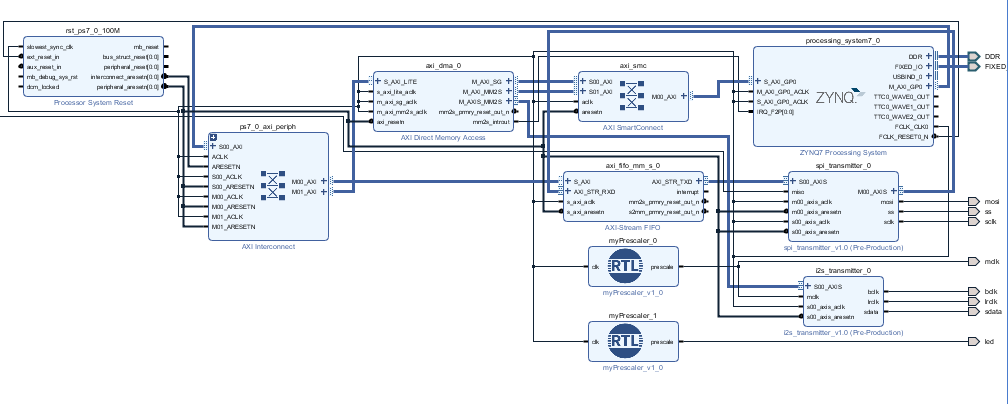 rst_ps7_0_100M
slowest_sync_clk
ext_reset_in
aux_reset_in
mb_debug_sys_rst
dcm_locked
mb_reset
bus_struct_reset[0:0]
peripheral_reset[0:0]
interconnect_aresetn[0:0]
peripheral_aresetn[0:0]
Processor System Reset
ps7_0_axi_periph
S00_AXI
ACLK
ARESETN
S00_ACLK
S00_ARESETN
M00_ACLK
M00_ARESETN
M01_ACLK
M01_ARESETN
M00_AXI
M01_AXI
AXI Interconnect
axi_dma_0
S_AXI_LITE
s_axi_lite_aclk
m_axi_sg_aclk
m_axi_mm2s_aclk
axi_resetn
M_AXI_SG
M_AXI_MM2S
M_AXIS_MM2S
mm2s_prmry_reset_out_n
mm2s_introut
AXI Direct Memory Access
axi_smc
S00_AXI
S01_AXI
aclk
aresetn
M00_AXI
AXI SmartConnect
processing_system7_0
S_AXI_GP0
M_AXI_GP0_ACLK
S_AXI_GP0_ACLK
IRQ_F2P[0:0]
ZYNQ
DDR
FIXED_IO
USBIND_0
M_AXI_GP0
TTC0_WAVE0_OUT
TTC0_WAVE1_OUT
TTC0_WAVE2_OUT
FCLK_CLK0
FCLK_RESET0_N
ZYNQ7 Processing System
DDR
FIXED
axi_fifo_mm_s_0
S_AXI
AXI_STR_RXD
s_axi_aclk
s_axi_aresetn
AXI_STR_TXD
interrupt
mm2s_prmry_reset_out_n
s2mm_prmry_reset_out_n
AXI-Stream FIFO
spi_transmitter_0
S00_AXIS
miso
m00_axis_aclk
m00_axis_aresetn
s00_axis_aclk
s00_axis_aresetn
M00_AXIS
mosi
ss
sclk
spi_transmitter_v1.0 (Pre-Production)
mosi
ss
sclk
myPrescaler_0
clk
RTL
prescale
myPrescaler_v1_0
mclk
i2s_transmitter_0
S00_AXIS
mclk
s00_axis_aclk
s00_axis_aresetn
bclk
lrclk
sdata
i2s_transmitter_v1.0 (Pre-Production)
bclk
lrclk
sdata
myPrescaler_1
clk
RTL
prescale
myPrescaler_v1_0
led